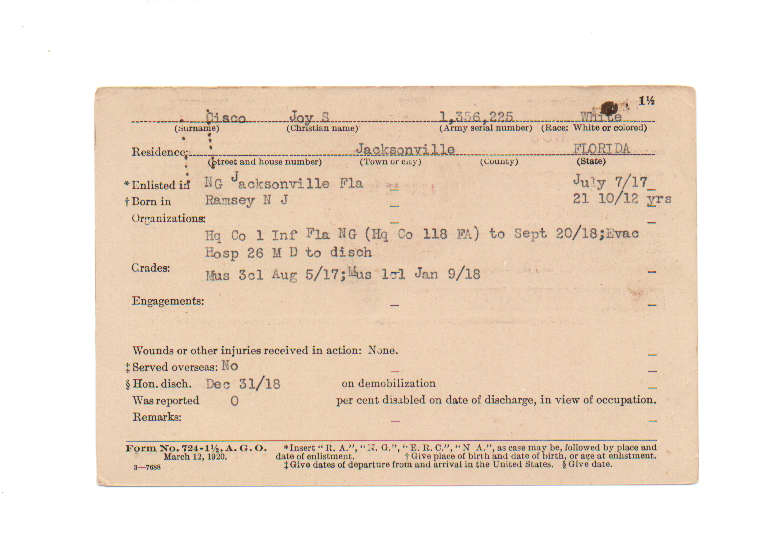 1½
Cisco Joy S 1,356,225 White
(Surname) (Christian name) (Army serial number) (Race: White or colored)
Residence: Jacksonville FLORIDA
(Street and house number) (Town or city) (County) (State)
*Enlisted in NG Jacksonville Fla July 7/17
†Born in Ramsey N J 21 10/12 yrs
Organizations:
Hq Co 1 Inf Fla NG (Hq Co 118 FA) to Sept 20/18;Evac
Hosp 26 M D to disch
Grades: Mus 3cl Aug 5/17;Mus 1cl Jan 9/18
Engagements:
Wounds or other injuries received in action: None.
‡Served overseas: No
§Hon. disch. Dec 31/18 on demobilization
Was reported 0 per cent disabled on date of discharge, in view of occupation.
Remarks:
Form No. 724-1½, A. G. O. *Insert "R. A.", "N. G.", "E. R. C.", "N A.", as case may be, followed by place and
March 12, 1920. date of enlistment. †Give place of birth and date of birth, or age at enlistment.
3—7688 ‡Give dates of departure from and arrival in the United States. §Give date.